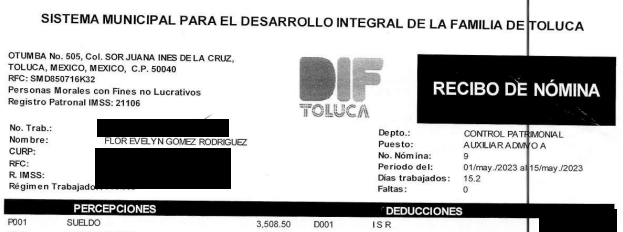 SISTEMA MUNICIPAL PARA EL DESARROLLO INTEGRAL DE LA FAMILIA DE TOLUCA
OTUMBA No. 505, Col. SOR JUANA INES DE LA CRUZ,
TOLUCA, MEXICO, MEXICO, C.P. 50040
RFC: SMD850716K32
Personas Morales con Fines no Lucrativos
Registro Patronal IMSS: 21106
DIF
TOLUCA
RECIBO DE NÓMINA
No. Trab.:
Nombre: FLOR EVELYN GOMEZ RODRIGUEZ
CURP:
RFC:
R. IMSS:
Régimen Trabajado
Depto.: CONTROL PATRIMONIAL
Puesto: AUXILIAR ADMVO A
No. Nómina: 9
Periodo del: 01/may./2023 al 15/may./2023
Días trabajados: 15.2
Faltas: 0
PERCEPCIONES DEDUCCIONES
P001 SUELDO 3,508.50 D001 I S R